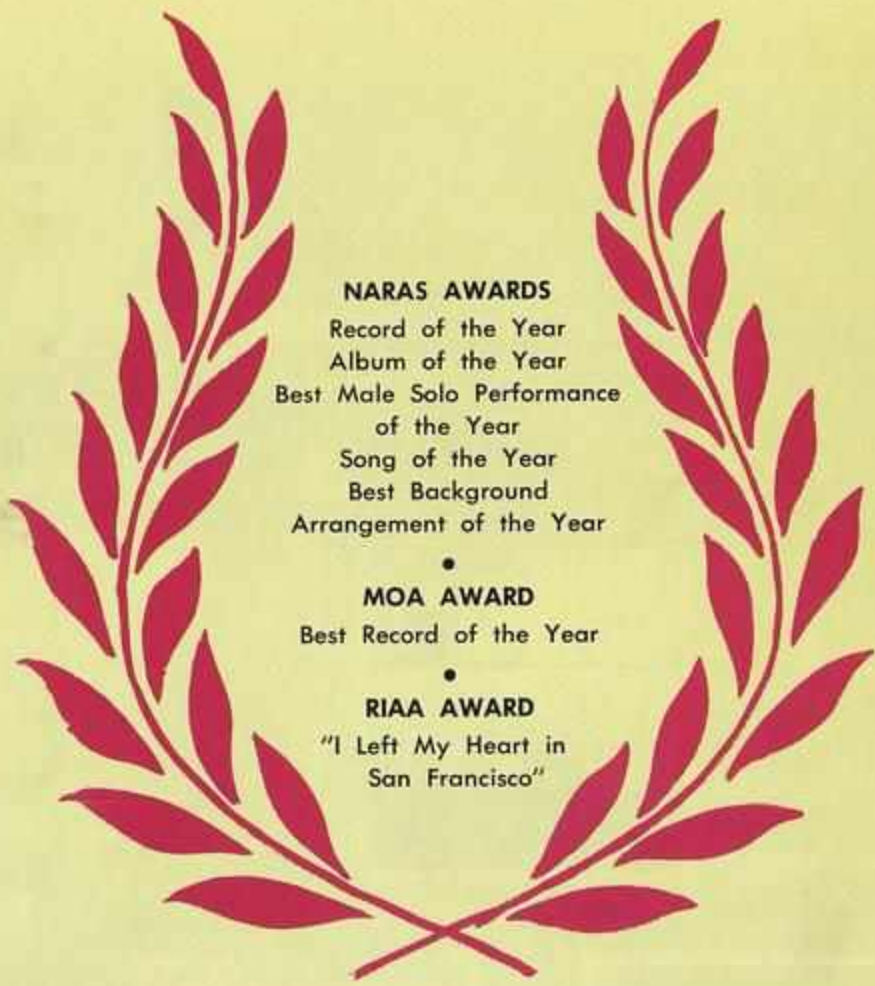 NARAS AWARDS
Record of the Year
Album of the Year
Best Male Solo Performance
of the Year
Song of the Year
Best Background
Arrangement of the Year
•
MOA AWARD
Best Record of the Year
•
RIAA AWARD
"I Left My Heart in
San Francisco"